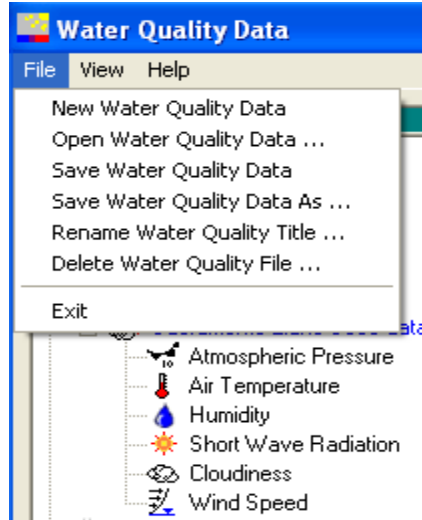 Water Quality Data
File View Help
New Water Quality Data
Open Water Quality Data ...
Save Water Quality Data
Save Water Quality Data As ...
Rename Water Quality Title ...
Delete Water Quality File ...
Exit
Atmospheric Pressure
Air Temperature
Humidity
Short Wave Radiation
Cloudiness
Wind Speed